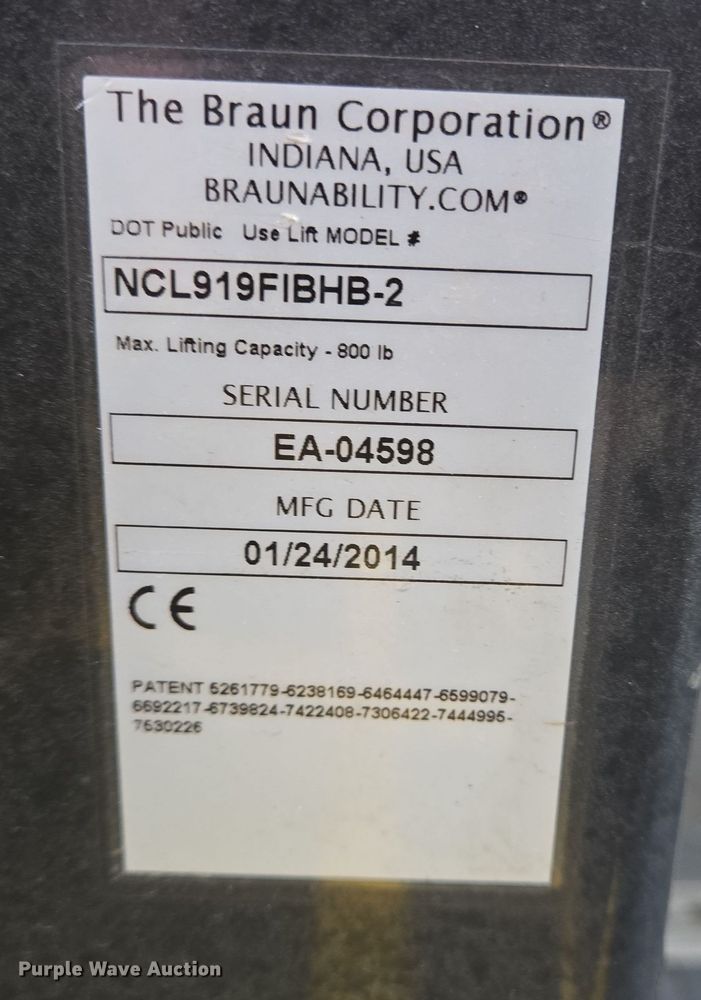 The Braun Corporation®
INDIANA, USA
BRAUNABILITY.COM®
DOT Public Use Lift MODEL #
NCL919FIBHB-2
Max. Lifting Capacity - 800 lb
SERIAL NUMBER
EA-04598
MFG DATE
01/24/2014
CE
PATENT 5261779-6238169-6464447-6599079-
6692217-6739824-7422408-7306422-7444995-
7630226
Purple Wave Auction